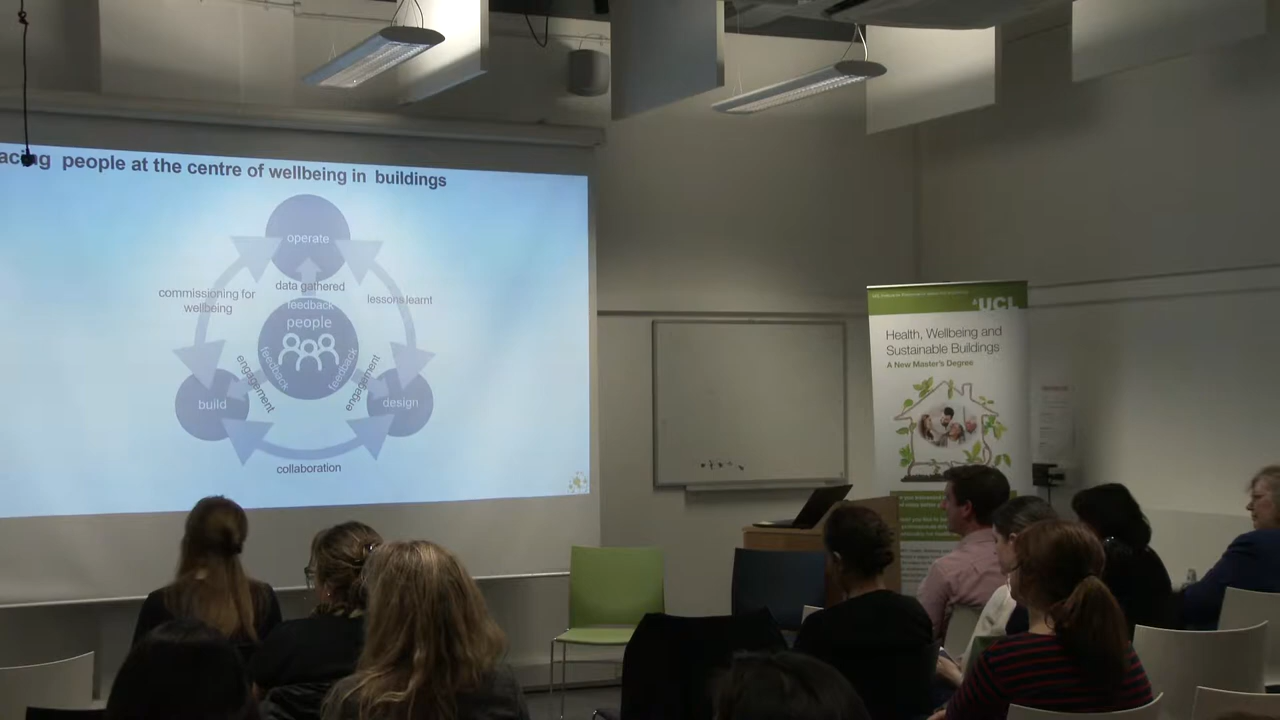 acing people at the centre of wellbeing in buildings
operate
commissioning for
wellbeing
data gathered
lessons learnt
feedback
people
feedback
feedback
engagement
engagement
build
design
collaboration
UCL
Health, Wellbeing and
Sustainable Buildings
A New Master's Degree